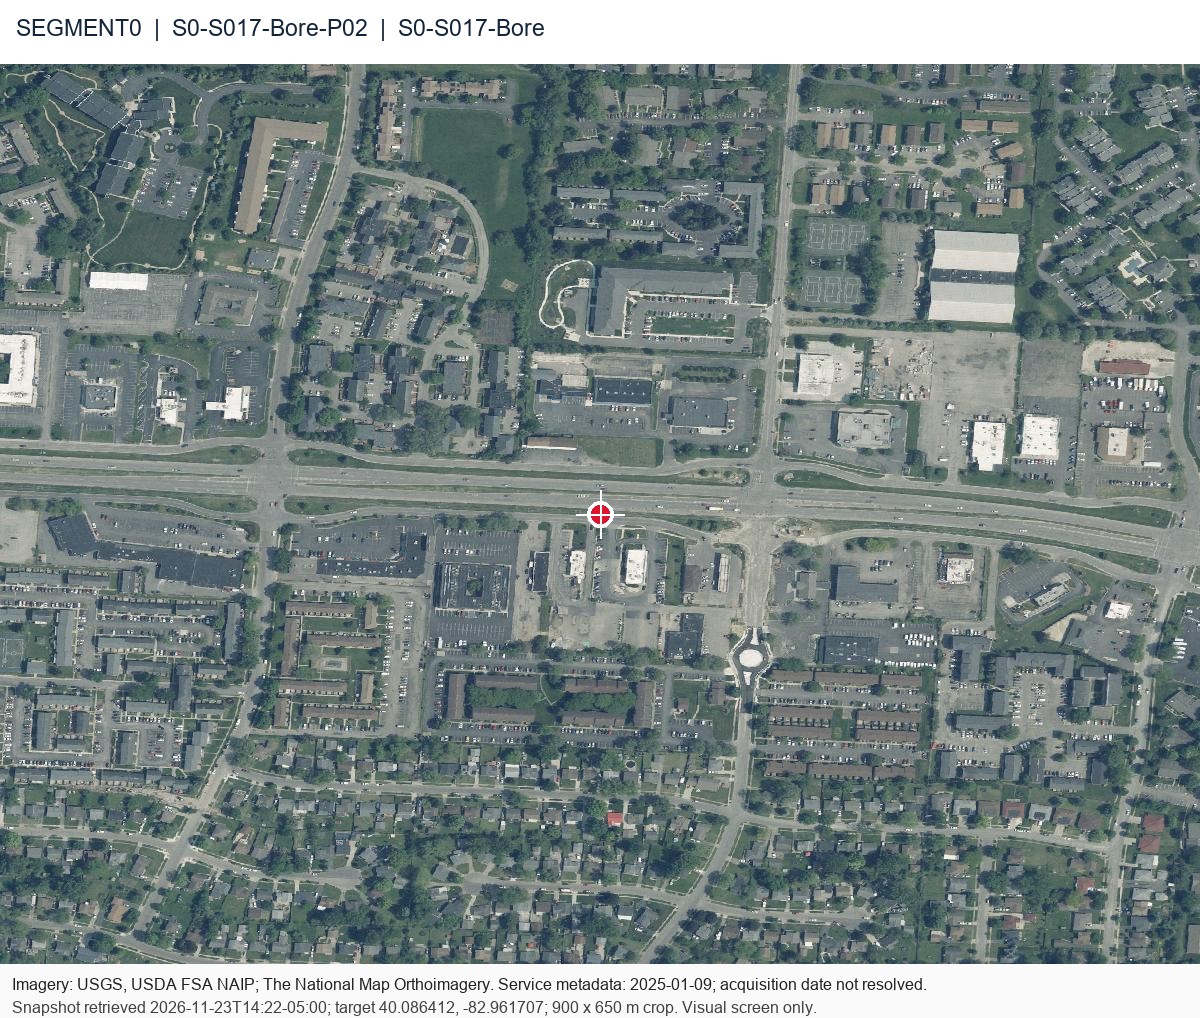 SEGMENT0 | S0-S017-Bore-P02 | S0-S017-Bore
Imagery: USGS, USDA FSA NAIP; The National Map Orthoimagery. Service metadata: 2025-01-09; acquisition date not resolved.
Snapshot retrieved 2026-11-23T14:22-05:00; target 40.086412, -82.961707; 900 x 650 m crop. Visual screen only.